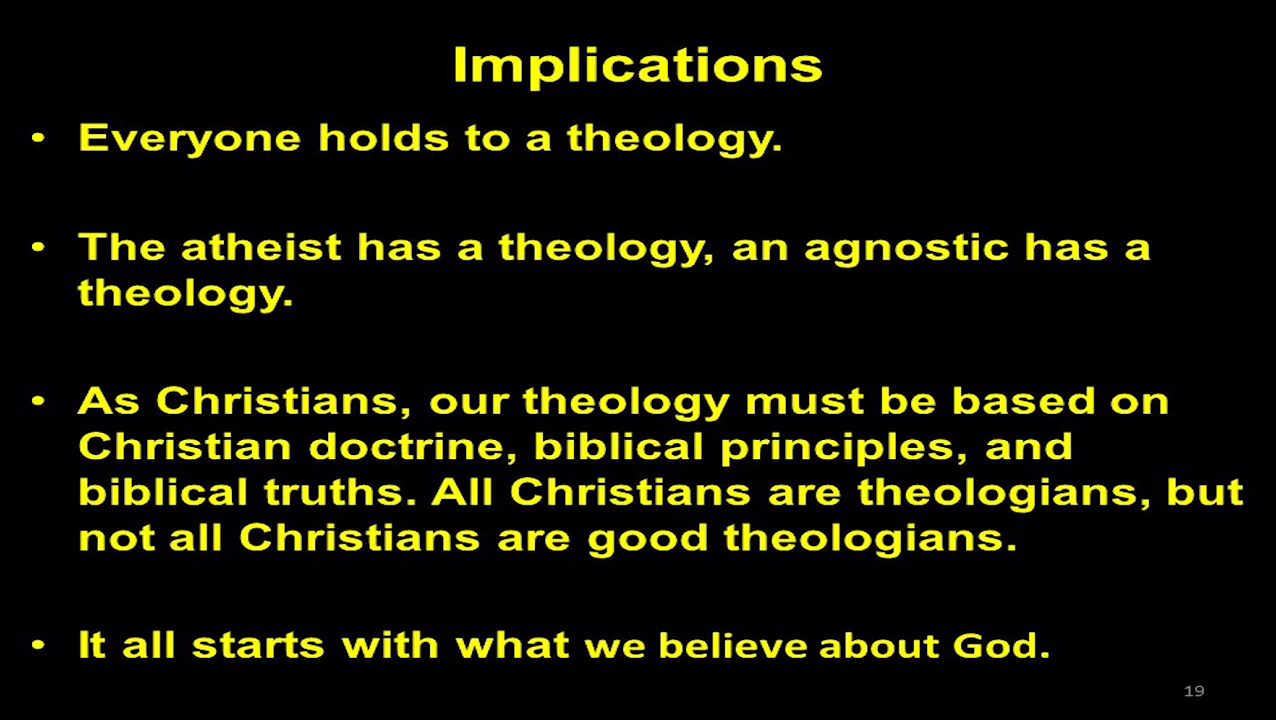 Implications
• Everyone holds to a theology.
• The atheist has a theology, an agnostic has a
theology.
• As Christians, our theology must be based on
Christian doctrine, biblical principles, and
biblical truths. All Christians are theologians, but
not all Christians are good theologians.
• It all starts with what we believe about God.
19